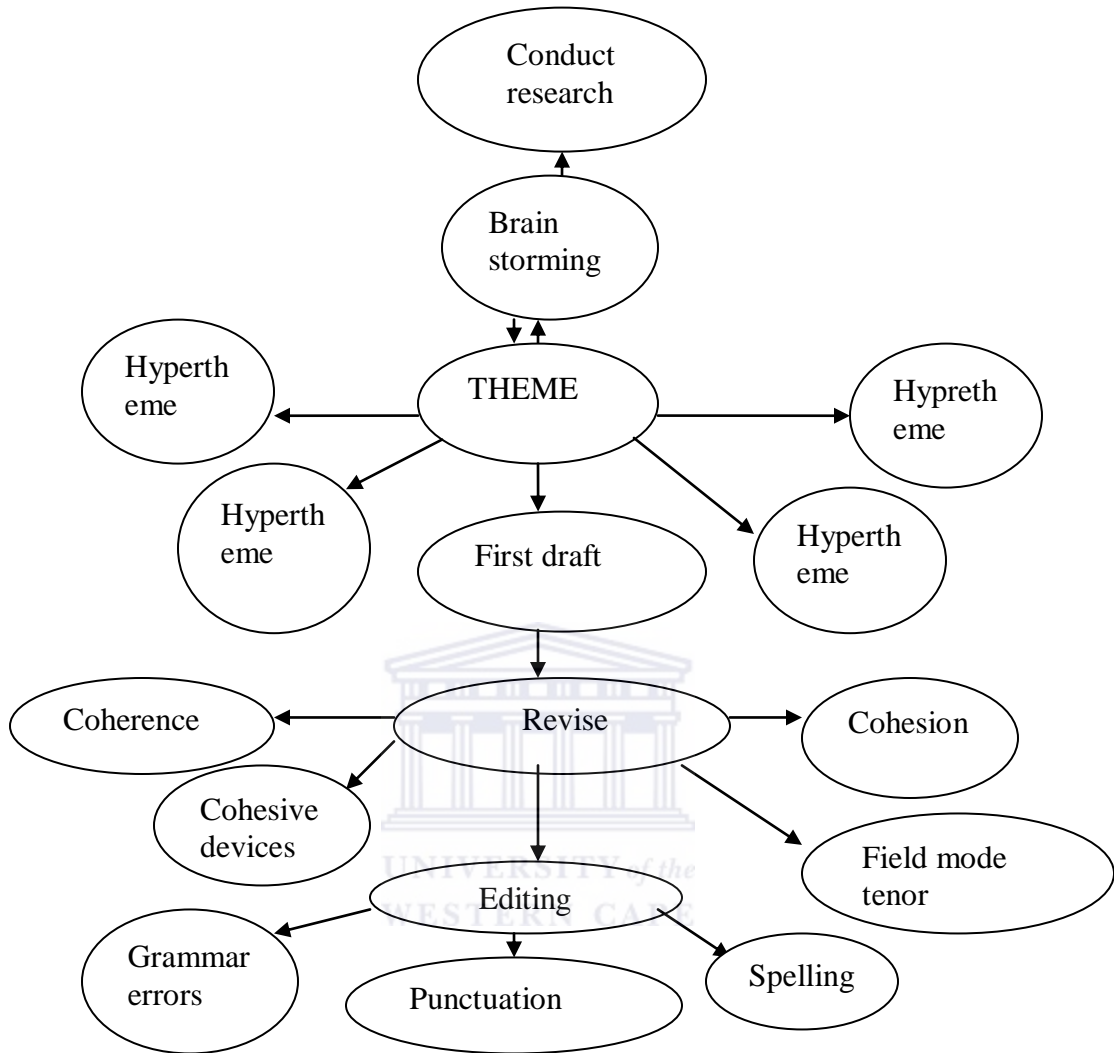 Conduct
research
Brain
storming
THEME
Hyperth
eme
Hypreth
eme
Hyperth
eme
Hyperth
eme
First draft
Revise
Coherence
Cohesion
Cohesive
devices
Field mode
tenor
UNIVERSITY of the
WESTERN CAPE
Editing
Grammar
errors
Punctuation
Spelling